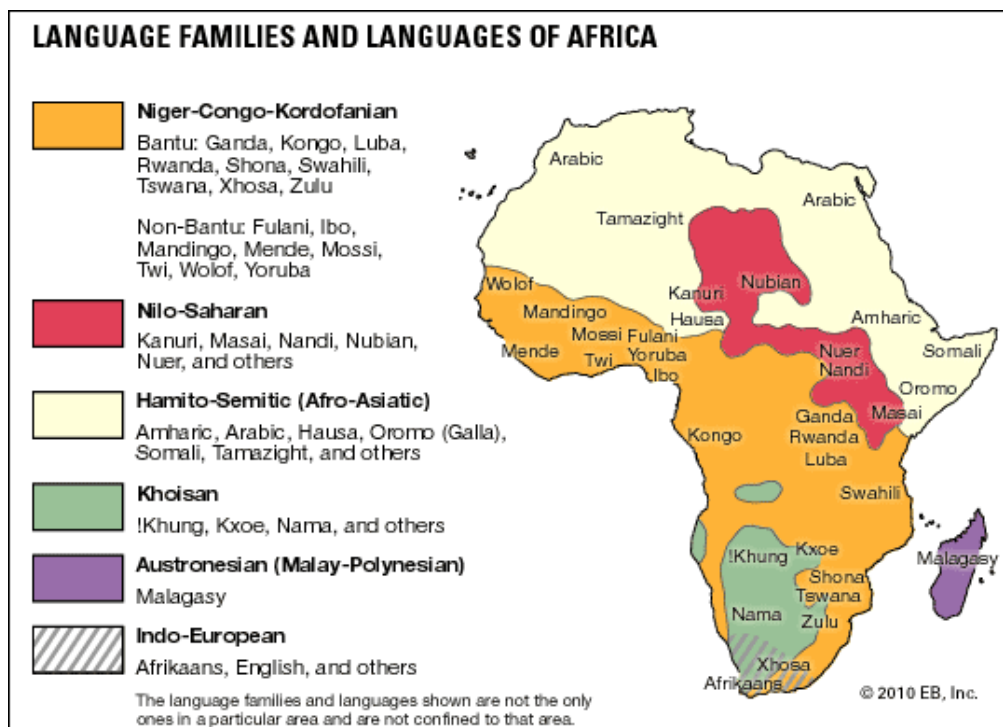 LANGUAGE FAMILIES AND LANGUAGES OF AFRICA
Niger-Congo-Kordofanian
Bantu: Ganda, Kongo, Luba,
Rwanda, Shona, Swahili,
Tswana, Xhosa, Zulu
Non-Bantu: Fulani, Ibo,
Mandingo, Mende, Mossi,
Twi, Wolof, Yoruba
Nilo-Saharan
Kanuri, Masai, Nandi, Nubian,
Nuer, and others
Hamito-Semitic (Afro-Asiatic)
Amharic, Arabic, Hausa, Oromo (Galla),
Somali, Tamazight, and others
Khoisan
!Khung, Kxoe, Nama, and others
Austronesian (Malay-Polynesian)
Malagasy
Indo-European
Afrikaans, English, and others
The language families and languages shown are not the only
ones in a particular area and are not confined to that area.
Arabic
Arabic
Tamazight
Nubian
Wolof
Kanuri
Mandingo
Hausa
Amharic
Mossi
Fulani
Somali
Mende
Twi
Yoruba
Nuer
Ibo
Nandi
Oromo
Ganda
Masai
Kongo
Rwanda
Luba
Swahili
!Khung
Kxoe
Malagasy
Shona
Tswana
Nama
Zulu
Xhosa
Afrikaans
© 2010 EB, Inc.